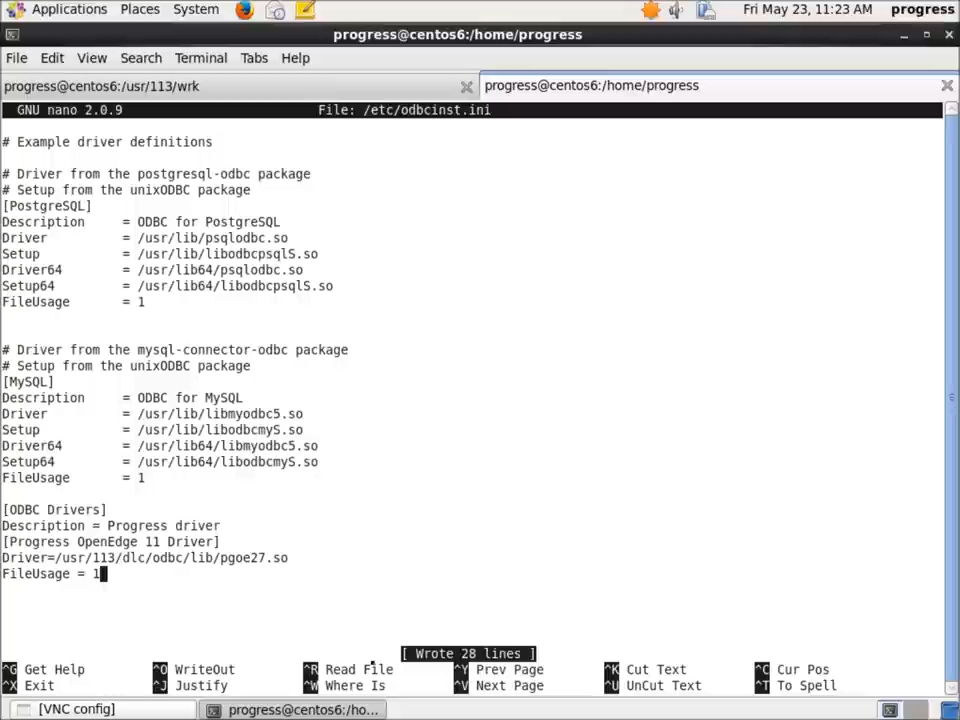 Applications Places System Fri May 23, 11:23 AM progress
progress@centos6:/home/progress
File Edit View Search Terminal Tabs Help
progress@centos6:/usr/113/wrk progress@centos6:/home/progress
GNU nano 2.0.9 File: /etc/odbcinst.ini
# Example driver definitions
# Driver from the postgresql-odbc package
# Setup from the unixODBC package
[PostgreSQL]
Description = ODBC for PostgreSQL
Driver = /usr/lib/psqlodbc.so
Setup = /usr/lib/libodbcpsqlS.so
Driver64 = /usr/lib64/psqlodbc.so
Setup64 = /usr/lib64/libodbcpsqlS.so
FileUsage = 1
# Driver from the mysql-connector-odbc package
# Setup from the unixODBC package
[MySQL]
Description = ODBC for MySQL
Driver = /usr/lib/libmyodbc5.so
Setup = /usr/lib/libodbcmyS.so
Driver64 = /usr/lib64/libmyodbc5.so
Setup64 = /usr/lib64/libodbcmyS.so
FileUsage = 1
[ODBC Drivers]
Description = Progress driver
[Progress OpenEdge 11 Driver]
Driver=/usr/113/dlc/odbc/lib/pgoe27.so
FileUsage = 1
[ Wrote 28 lines ]
^G Get Help ^O WriteOut ^R Read File ^Y Prev Page ^K Cut Text ^C Cur Pos
^X Exit ^J Justify ^W Where Is ^V Next Page ^U UnCut Text ^T To Spell
[VNC config] progress@centos6:/ho...